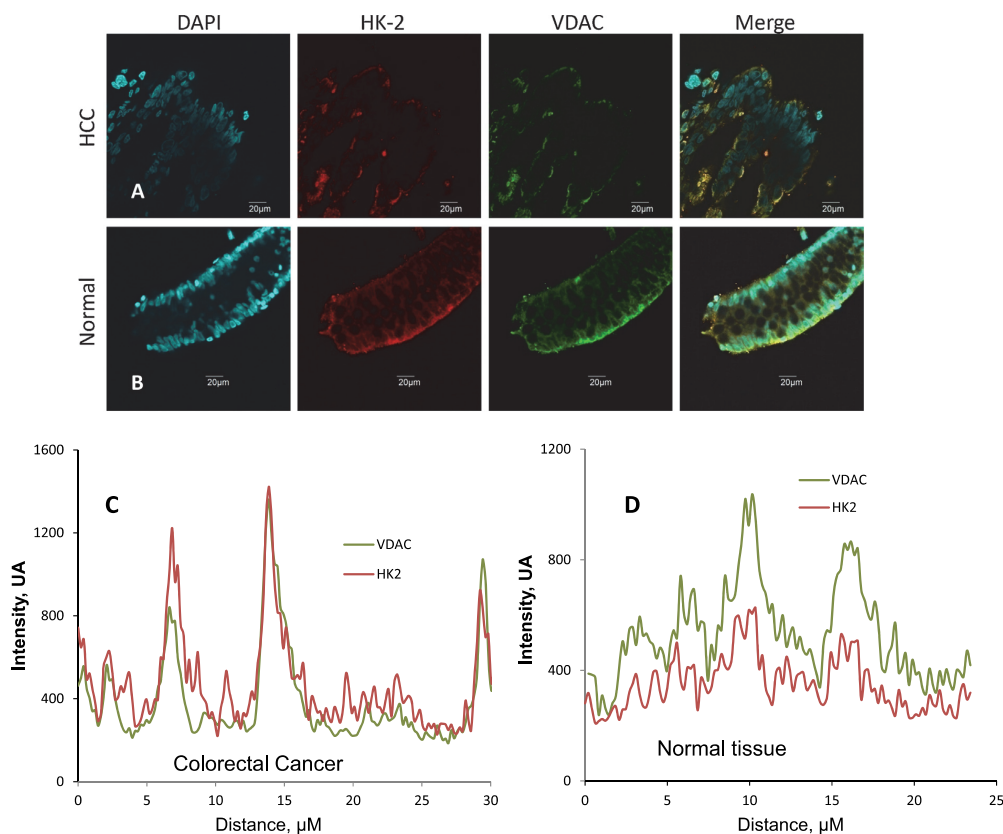 DAPI HK-2 VDAC Merge
HCC
A
20µm 20µm 20µm 20µm
Normal
B
20µm 20µm 20µm 20µm
1600
1200
800
400
0
Intensity, UA
C
VDAC
HK2
Colorectal Cancer
0 5 10 15 20 25 30
Distance, µM
1200
800
400
0
Intensity, UA
D
VDAC
HK2
Normal tissue
0 5 10 15 20 25
Distance, µM